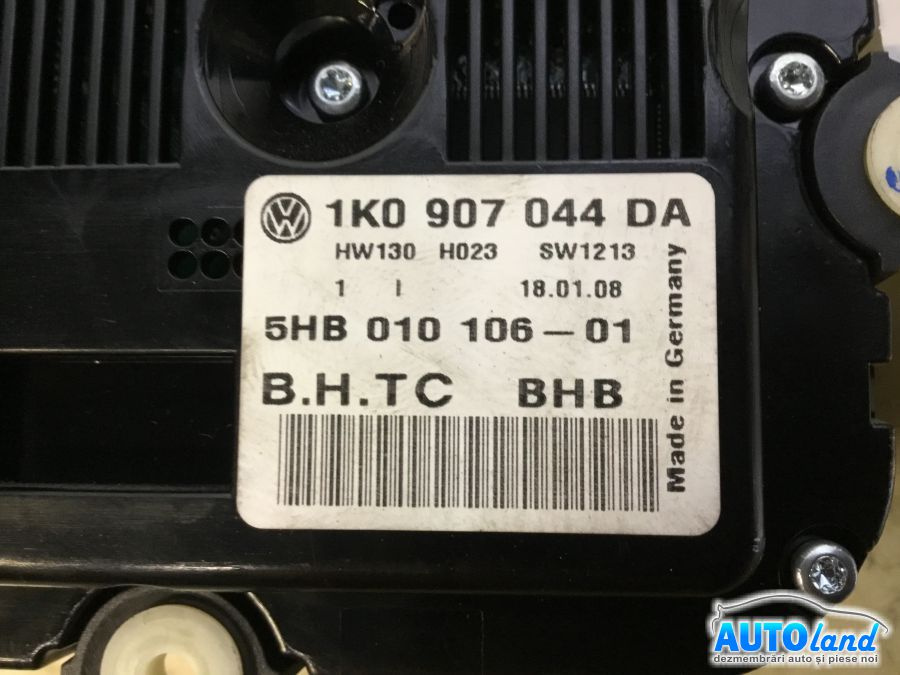 1K0 907 044 DA
HW130 H023 SW1213
1 I 18.01.08
5HB 010 106-01
B.H.TC BHB
Made in Germany
AUTOland
dezmembrări auto și piese noi